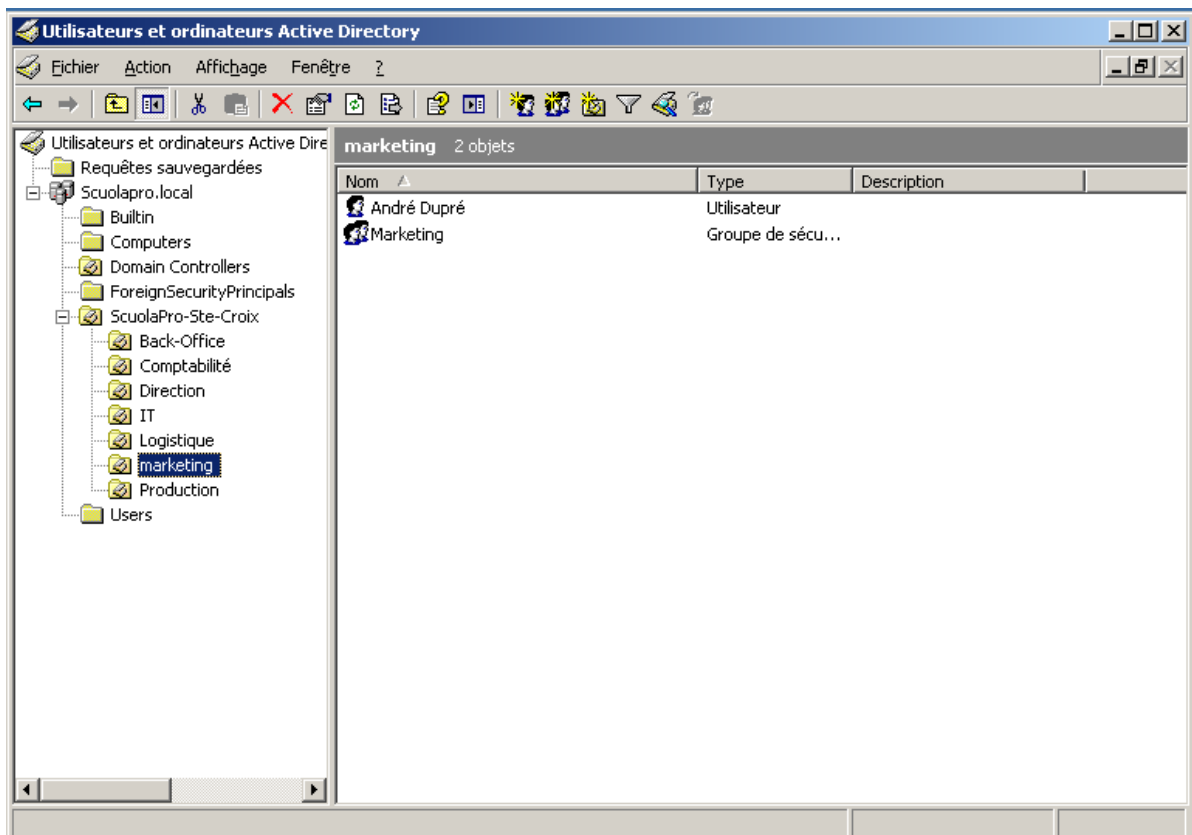 Utilisateurs et ordinateurs Active Directory
Fichier Action Affichage Fenêtre ?
Utilisateurs et ordinateurs Active Dire
Requêtes sauvegardées
Scuolapro.local
Builtin
Computers
Domain Controllers
ForeignSecurityPrincipals
ScuolaPro-Ste-Croix
Back-Office
Comptabilité
Direction
IT
Logistique
marketing
Production
Users
marketing 2 objets
Nom Type Description
André Dupré Utilisateur
Marketing Groupe de sécu...